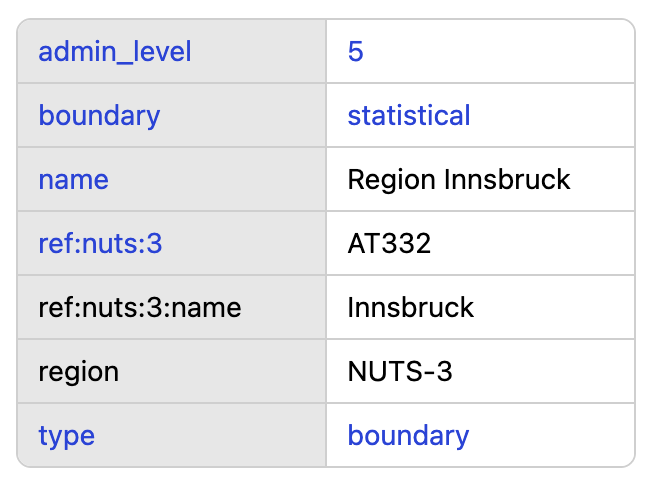 admin_level 5
boundary statistical
name Region Innsbruck
ref:nuts:3 AT332
ref:nuts:3:name Innsbruck
region NUTS-3
type boundary